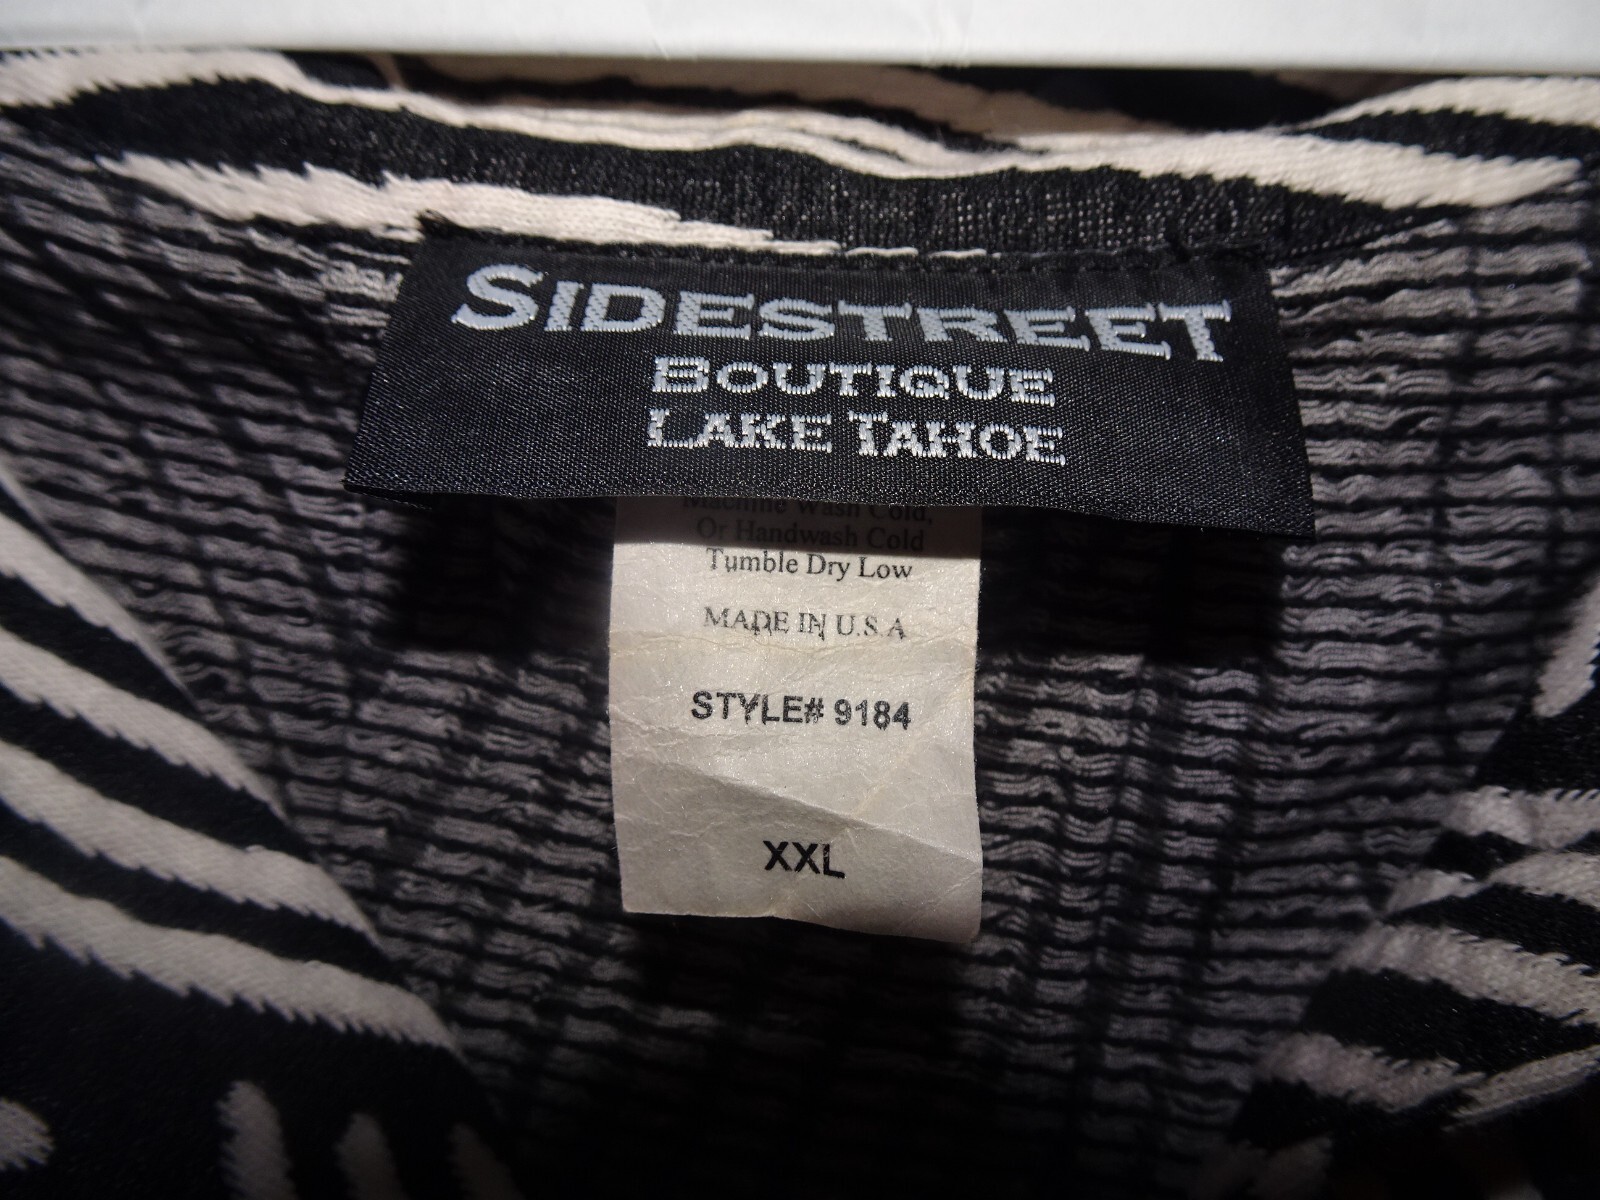 SIDESTREET
BOUTIQUE
LAKE TAHOE
Machine Wash Cold,
Or Handwash Cold
Tumble Dry Low
MADE IN U.S.A
STYLE# 9184
XXL